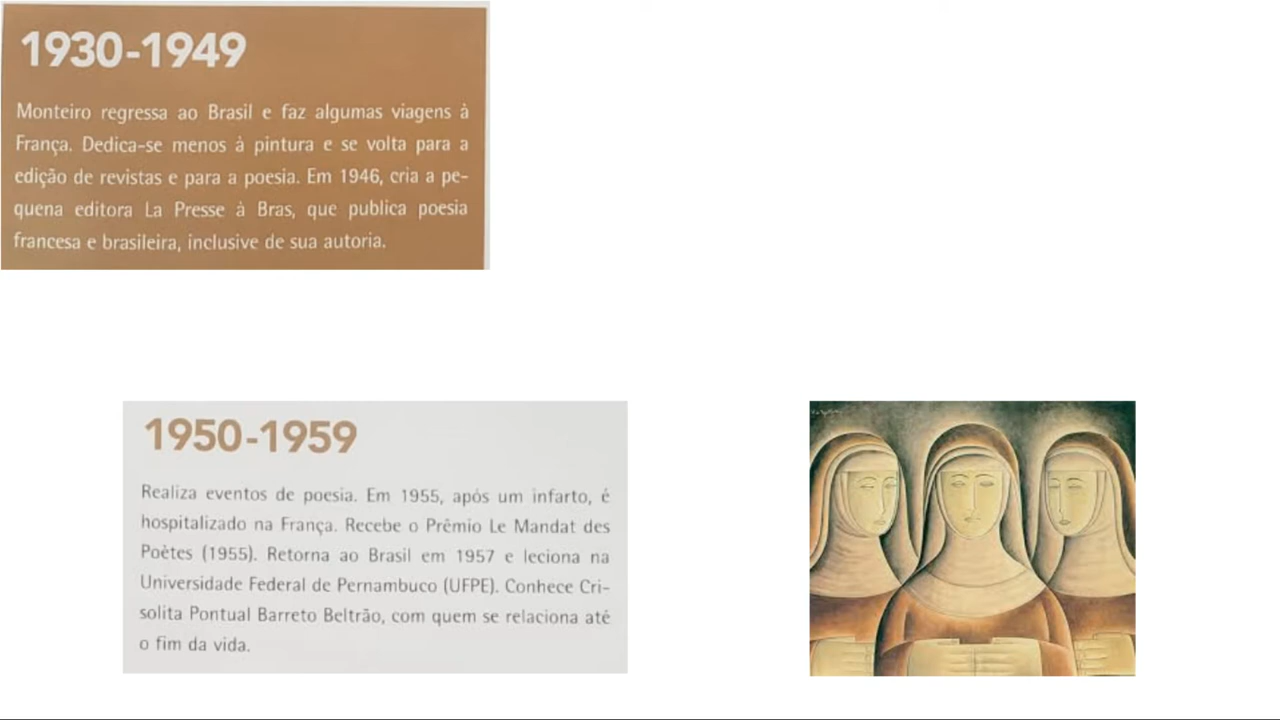 1930-1949
Monteiro regressa ao Brasil e faz algumas viagens à
França. Dedica-se menos à pintura e se volta para a
edição de revistas e para a poesia. Em 1946, cria a pe-
quena editora La Presse à Bras, que publica poesia
francesa e brasileira, inclusive de sua autoria.
1950-1959
Realiza eventos de poesia. Em 1955, após um infarto, é
hospitalizado na França. Recebe o Prêmio Le Mandat des
Poètes (1955). Retorna ao Brasil em 1957 e leciona na
Universidade Federal de Pernambuco (UFPE). Conhece Cri-
solita Pontual Barreto Beltrão, com quem se relaciona até
o fim da vida.